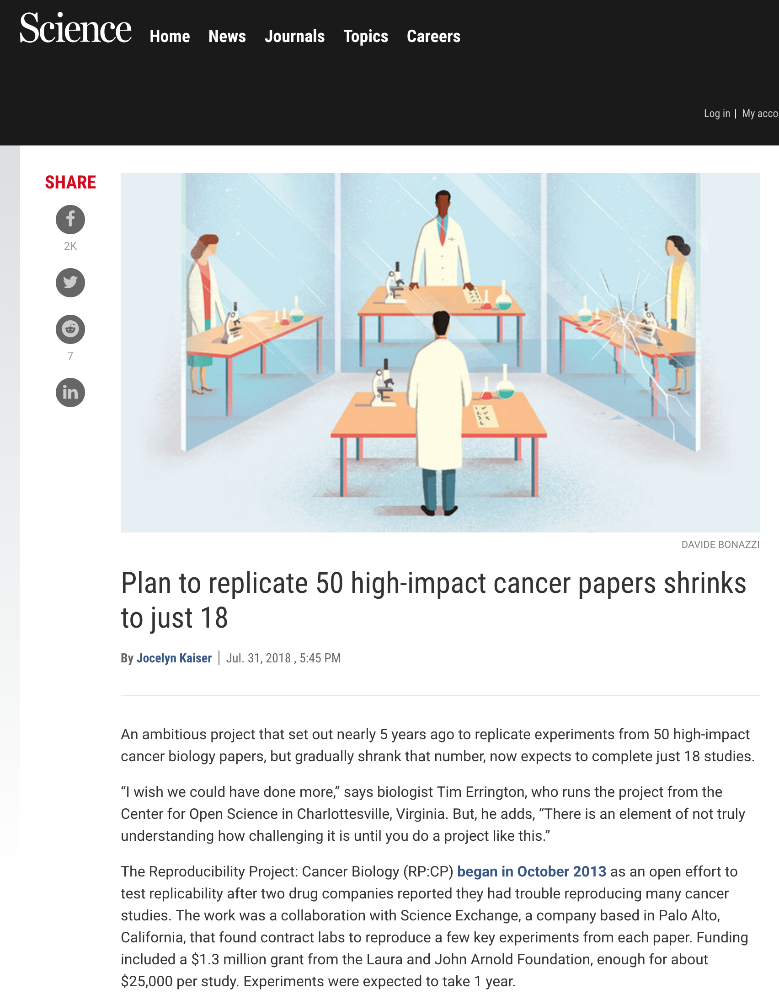 Science Home News Journals Topics Careers
Log in | My acco
SHARE
2K
7
in
DAVIDE BONAZZI
Plan to replicate 50 high-impact cancer papers shrinks
to just 18
By Jocelyn Kaiser | Jul. 31, 2018 , 5:45 PM
An ambitious project that set out nearly 5 years ago to replicate experiments from 50 high-impact
cancer biology papers, but gradually shrank that number, now expects to complete just 18 studies.
“I wish we could have done more,” says biologist Tim Errington, who runs the project from the
Center for Open Science in Charlottesville, Virginia. But, he adds, “There is an element of not truly
understanding how challenging it is until you do a project like this.”
The Reproducibility Project: Cancer Biology (RP:CP) began in October 2013 as an open effort to
test replicability after two drug companies reported they had trouble reproducing many cancer
studies. The work was a collaboration with Science Exchange, a company based in Palo Alto,
California, that found contract labs to reproduce a few key experiments from each paper. Funding
included a $1.3 million grant from the Laura and John Arnold Foundation, enough for about
$25,000 per study. Experiments were expected to take 1 year.